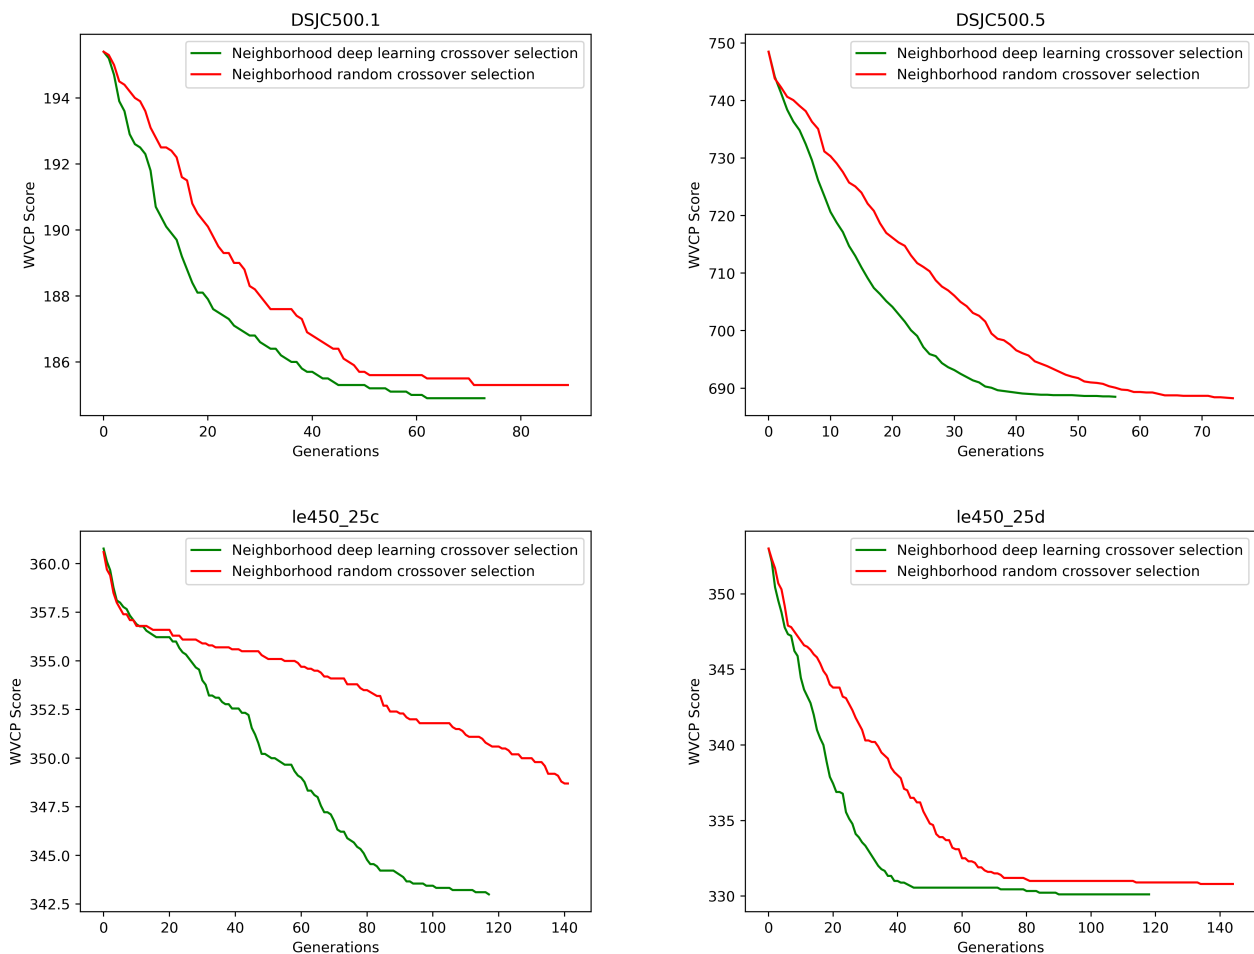 DSJC500.1
Neighborhood deep learning crossover selection
Neighborhood random crossover selection
WVCP Score
194
192
190
188
186
0 20 40 60 80
Generations
DSJC500.5
Neighborhood deep learning crossover selection
Neighborhood random crossover selection
WVCP Score
750
740
730
720
710
700
690
0 10 20 30 40 50 60 70
Generations
le450_25c
Neighborhood deep learning crossover selection
Neighborhood random crossover selection
WVCP Score
360.0
357.5
355.0
352.5
350.0
347.5
345.0
342.5
0 20 40 60 80 100 120 140
Generations
le450_25d
Neighborhood deep learning crossover selection
Neighborhood random crossover selection
WVCP Score
350
345
340
335
330
0 20 40 60 80 100 120 140
Generations